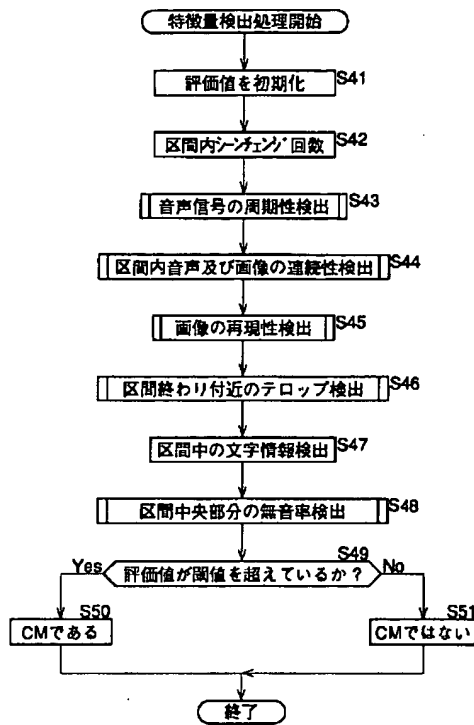 特徴量検出処理開始
S41
評価値を初期化
S42
区間内シーンチェンジ回数
S43
音声信号の周期性検出
S44
区間内音声及び画像の連続性検出
S45
画像の再現性検出
S46
区間終わり付近のテロップ検出
S47
区間中の文字情報検出
S48
区間中央部分の無音率検出
S49
Yes 評価値が閾値を超えているか? No
S50 S51
CMである CMではない
終了